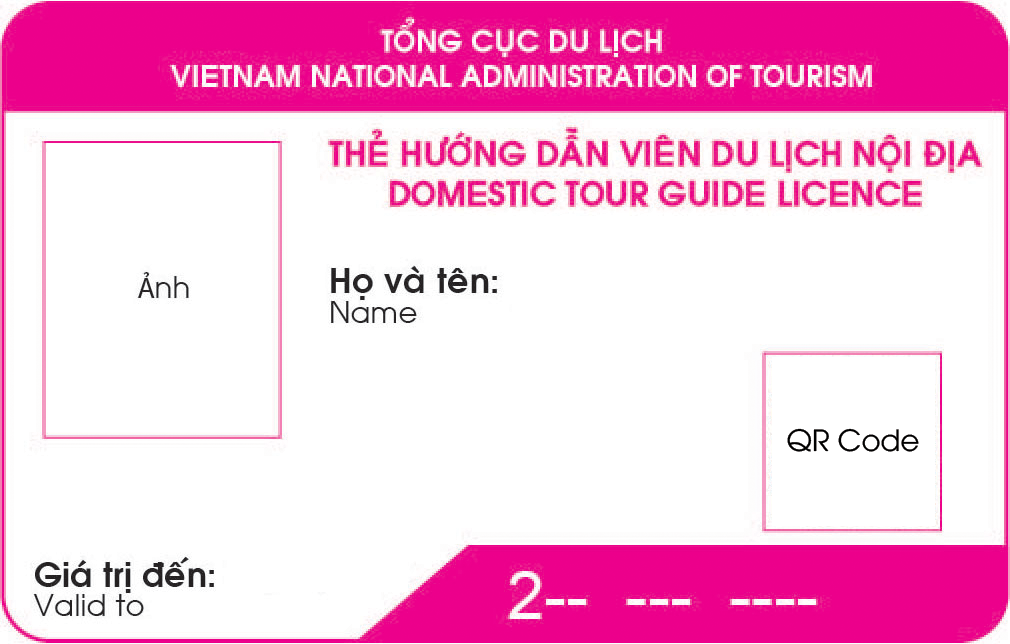 TỔNG CỤC DU LỊCH
VIETNAM NATIONAL ADMINISTRATION OF TOURISM
THẺ HƯỚNG DẪN VIÊN DU LỊCH NỘI ĐỊA
DOMESTIC TOUR GUIDE LICENCE
Ảnh
Họ và tên:
Name
QR Code
Giá trị đến:
Valid to
2-- --- ----